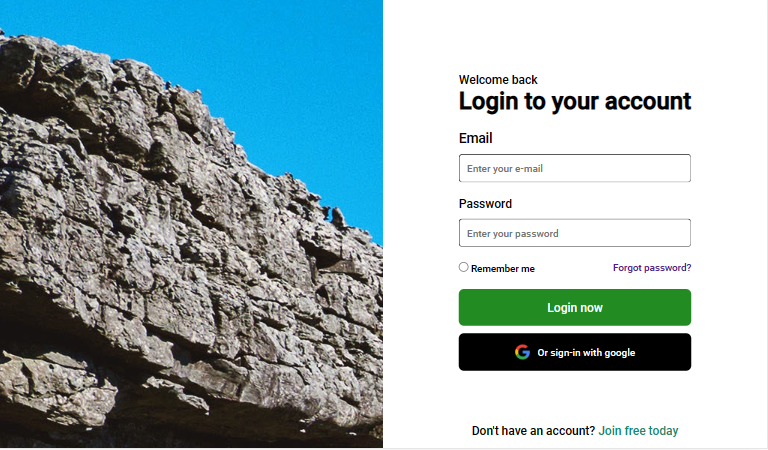 Welcome back
Login to your account
Email
Enter your e-mail
Password
Enter your password
Remember me Forgot password?
Login now
Or sign-in with google
Don't have an account? Join free today